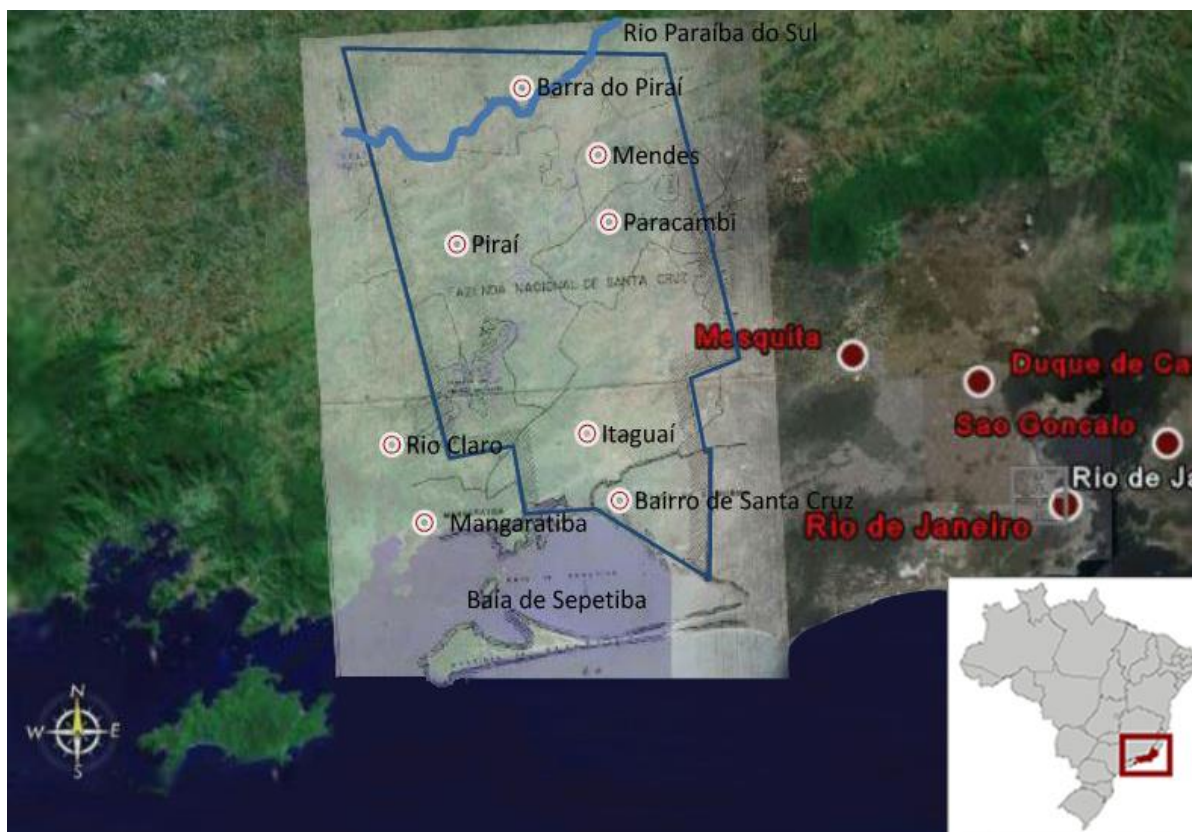 Rio Paraíba do Sul
Barra do Piraí
Mendes
Paracambi
Piraí
FAZENDA NACIONAL DE SANTA CRUZ
Mesquita
Duque de Ca
Sao Goncalo
Rio Claro
Itaguaí
Rio de Ja
Bairro de Santa Cruz
Rio de Janeiro
Mangaratiba
MANGARATIBA
Baía de Sepetiba
N
W
E
S